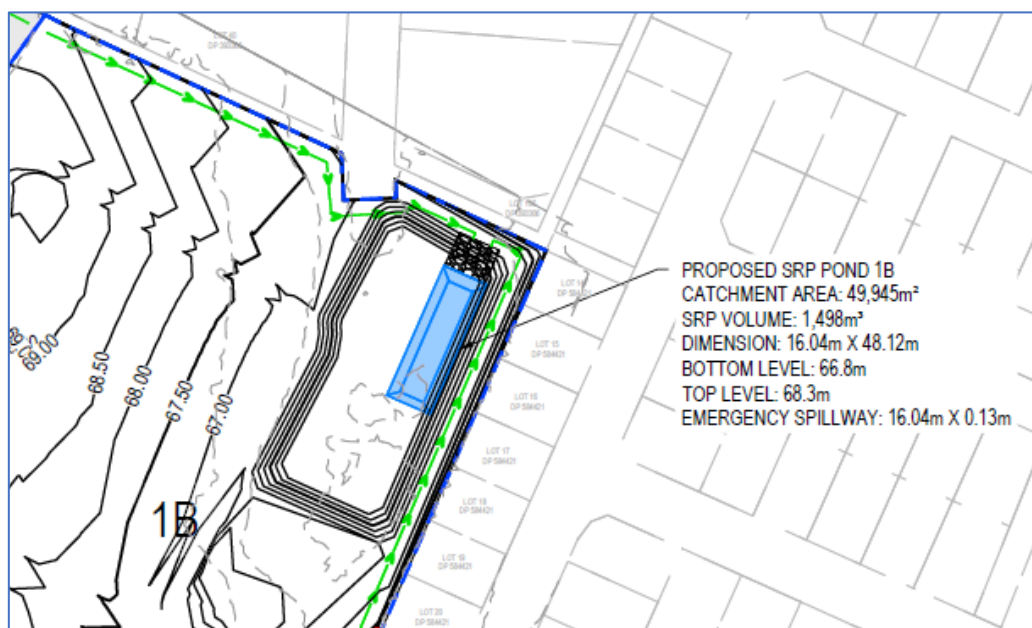 LOT 15
DP 584421
LOT 16
DP 584421
LOT 17
DP 584421
LOT 18
DP 584421
LOT 19
DP 584421
LOT 20
DP 584421
PROPOSED SRP POND 1B
CATCHMENT AREA: 49,945m²
SRP VOLUME: 1,498m³
DIMENSION: 16.04m X 48.12m
BOTTOM LEVEL: 66.8m
TOP LEVEL: 68.3m
EMERGENCY SPILLWAY: 16.04m X 0.13m
69.00
68.50
68.00
67.50
67.00
1B